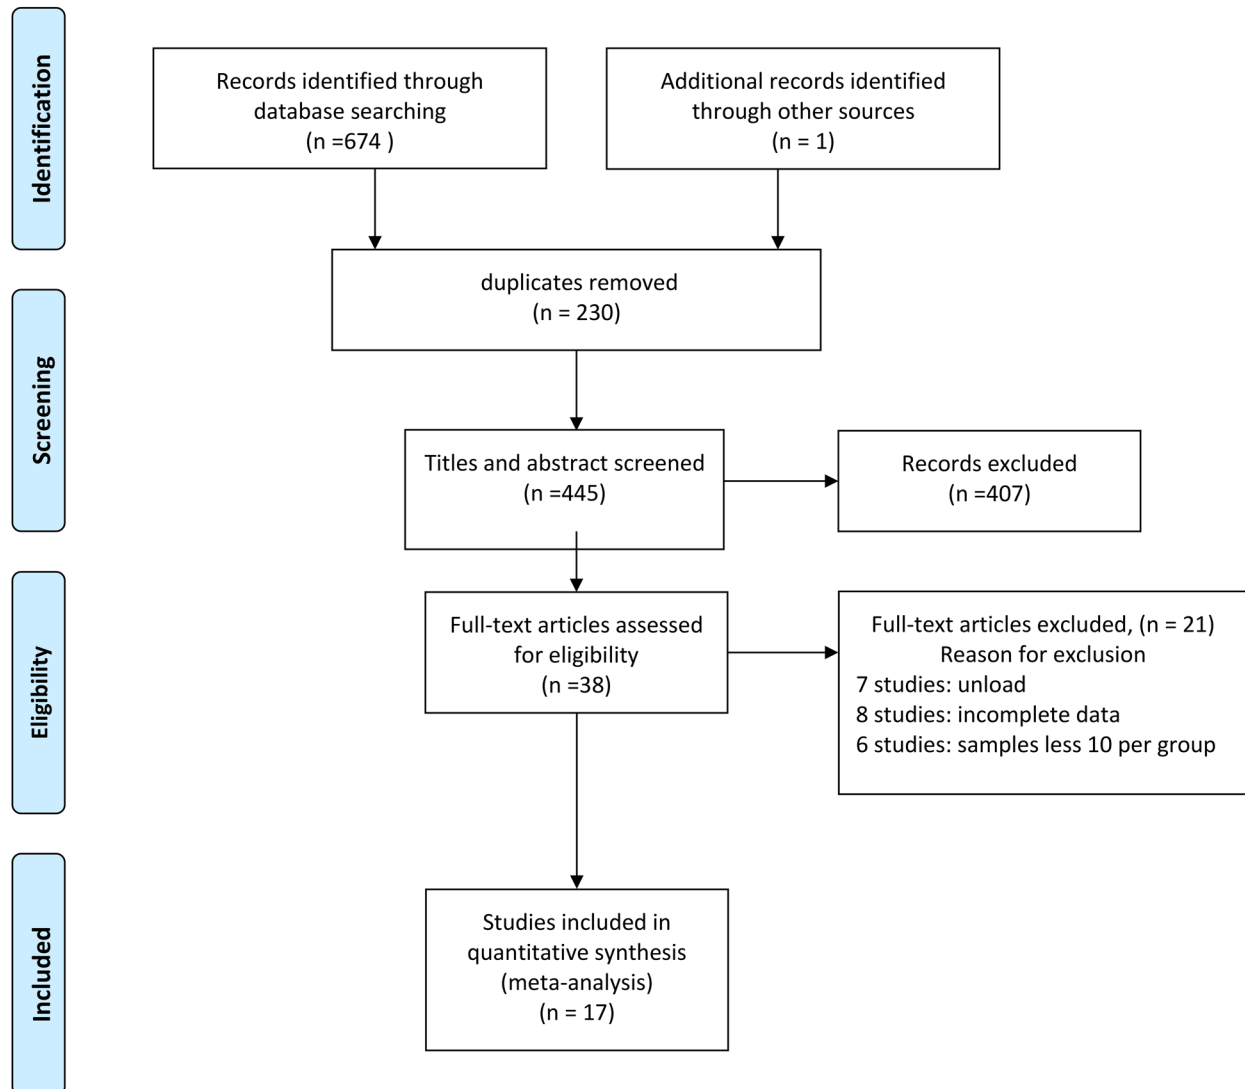 Identification
Records identified through
database searching
(n =674 )
Additional records identified
through other sources
(n = 1)
duplicates removed
(n = 230)
Screening
Titles and abstract screened
(n =445)
Records excluded
(n =407)
Eligibility
Full-text articles assessed
for eligibility
(n =38)
Full-text articles excluded, (n = 21)
Reason for exclusion
7 studies: unload
8 studies: incomplete data
6 studies: samples less 10 per group
Included
Studies included in
quantitative synthesis
(meta-analysis)
(n = 17)